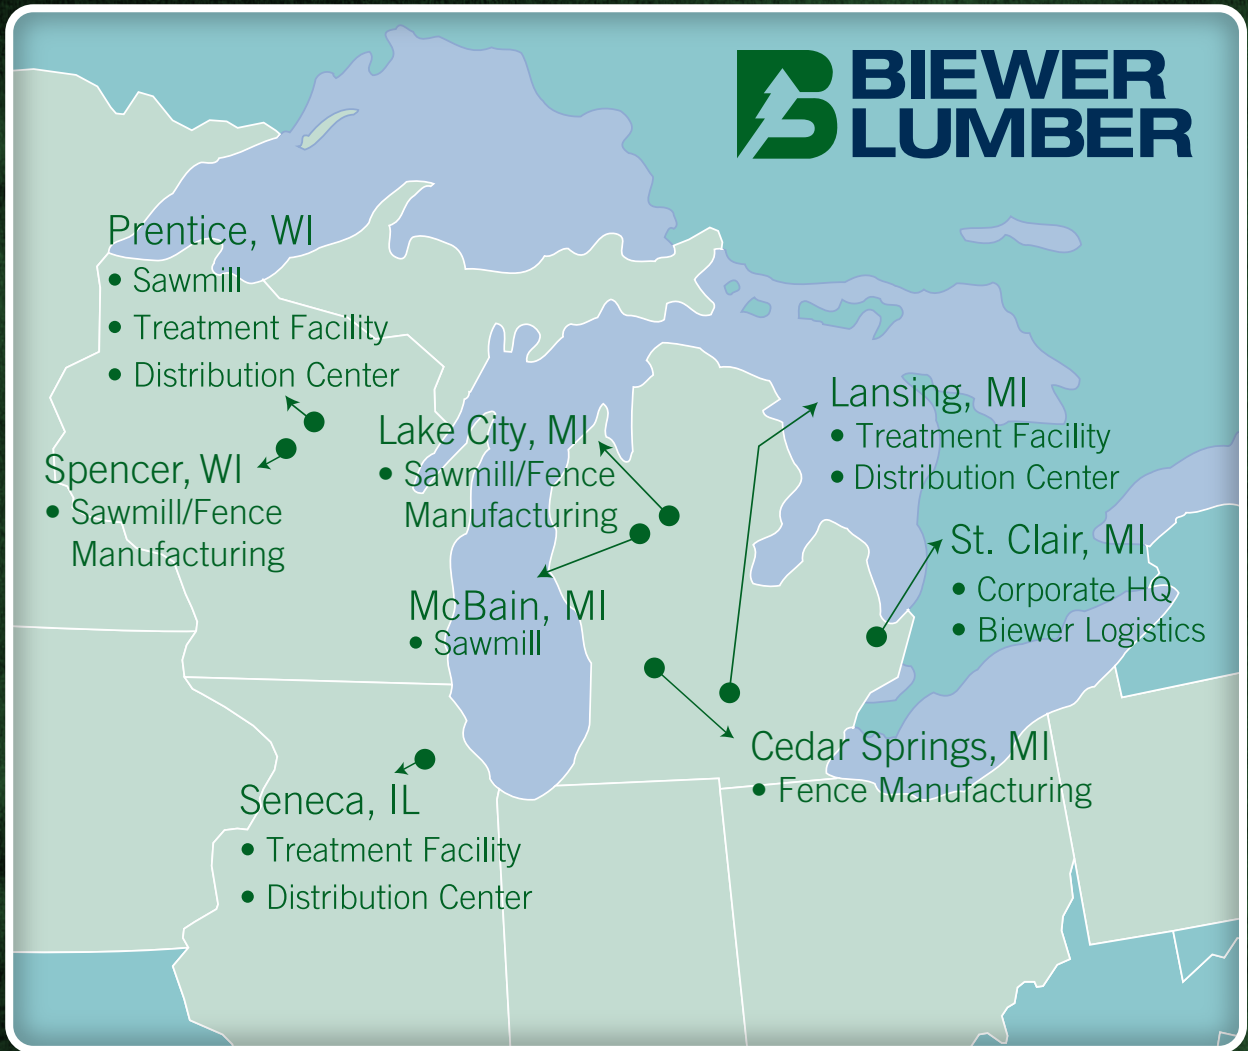 BIEWER
LUMBER
Prentice, WI
• Sawmill
• Treatment Facility
• Distribution Center
Spencer, WI
• Sawmill/Fence
Manufacturing
Lake City, MI
• Sawmill/Fence
Manufacturing
McBain, MI
• Sawmill
Lansing, MI
• Treatment Facility
• Distribution Center
St. Clair, MI
• Corporate HQ
• Biewer Logistics
Cedar Springs, MI
• Fence Manufacturing
Seneca, IL
• Treatment Facility
• Distribution Center